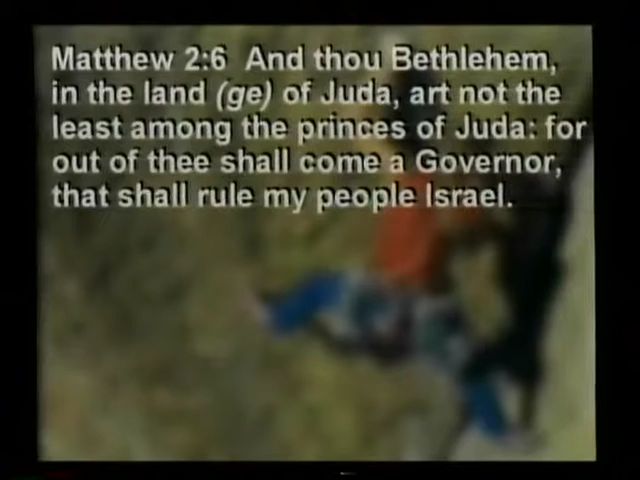 Matthew 2:6 And thou Bethlehem,
in the land (ge) of Juda, art not the
least among the princes of Juda: for
out of thee shall come a Governor,
that shall rule my people Israel.